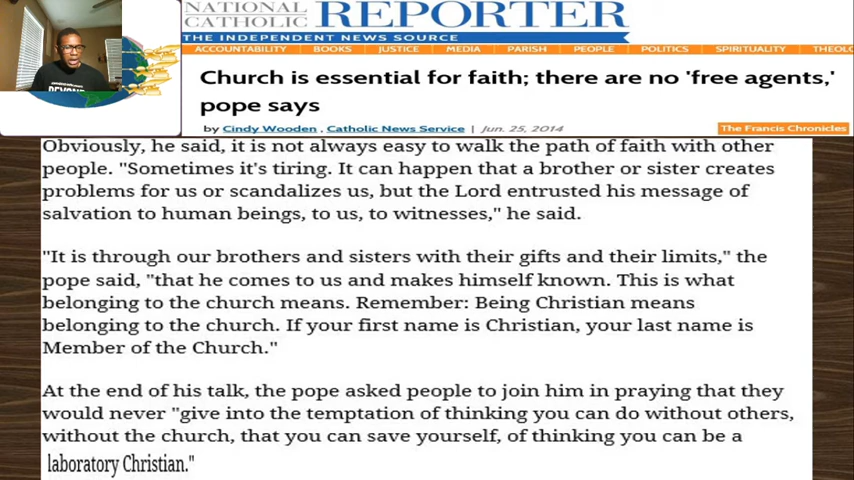 NATIONAL
CATHOLIC
REPORTER
THE INDEPENDENT NEWS SOURCE
ACCOUNTABILITY BOOKS JUSTICE MEDIA PARISH PEOPLE POLITICS SPIRITUALITY THEOLO
Church is essential for faith; there are no 'free agents,'
pope says
by Cindy Wooden , Catholic News Service | Jun. 25, 2014
The Francis Chronicles
Obviously, he said, it is not always easy to walk the path of faith with other
people. "Sometimes it's tiring. It can happen that a brother or sister creates
problems for us or scandalizes us, but the Lord entrusted his message of
salvation to human beings, to us, to witnesses," he said.
"It is through our brothers and sisters with their gifts and their limits," the
pope said, "that he comes to us and makes himself known. This is what
belonging to the church means. Remember: Being Christian means
belonging to the church. If your first name is Christian, your last name is
Member of the Church."
At the end of his talk, the pope asked people to join him in praying that they
would never "give into the temptation of thinking you can do without others,
without the church, that you can save yourself, of thinking you can be a
laboratory Christian."